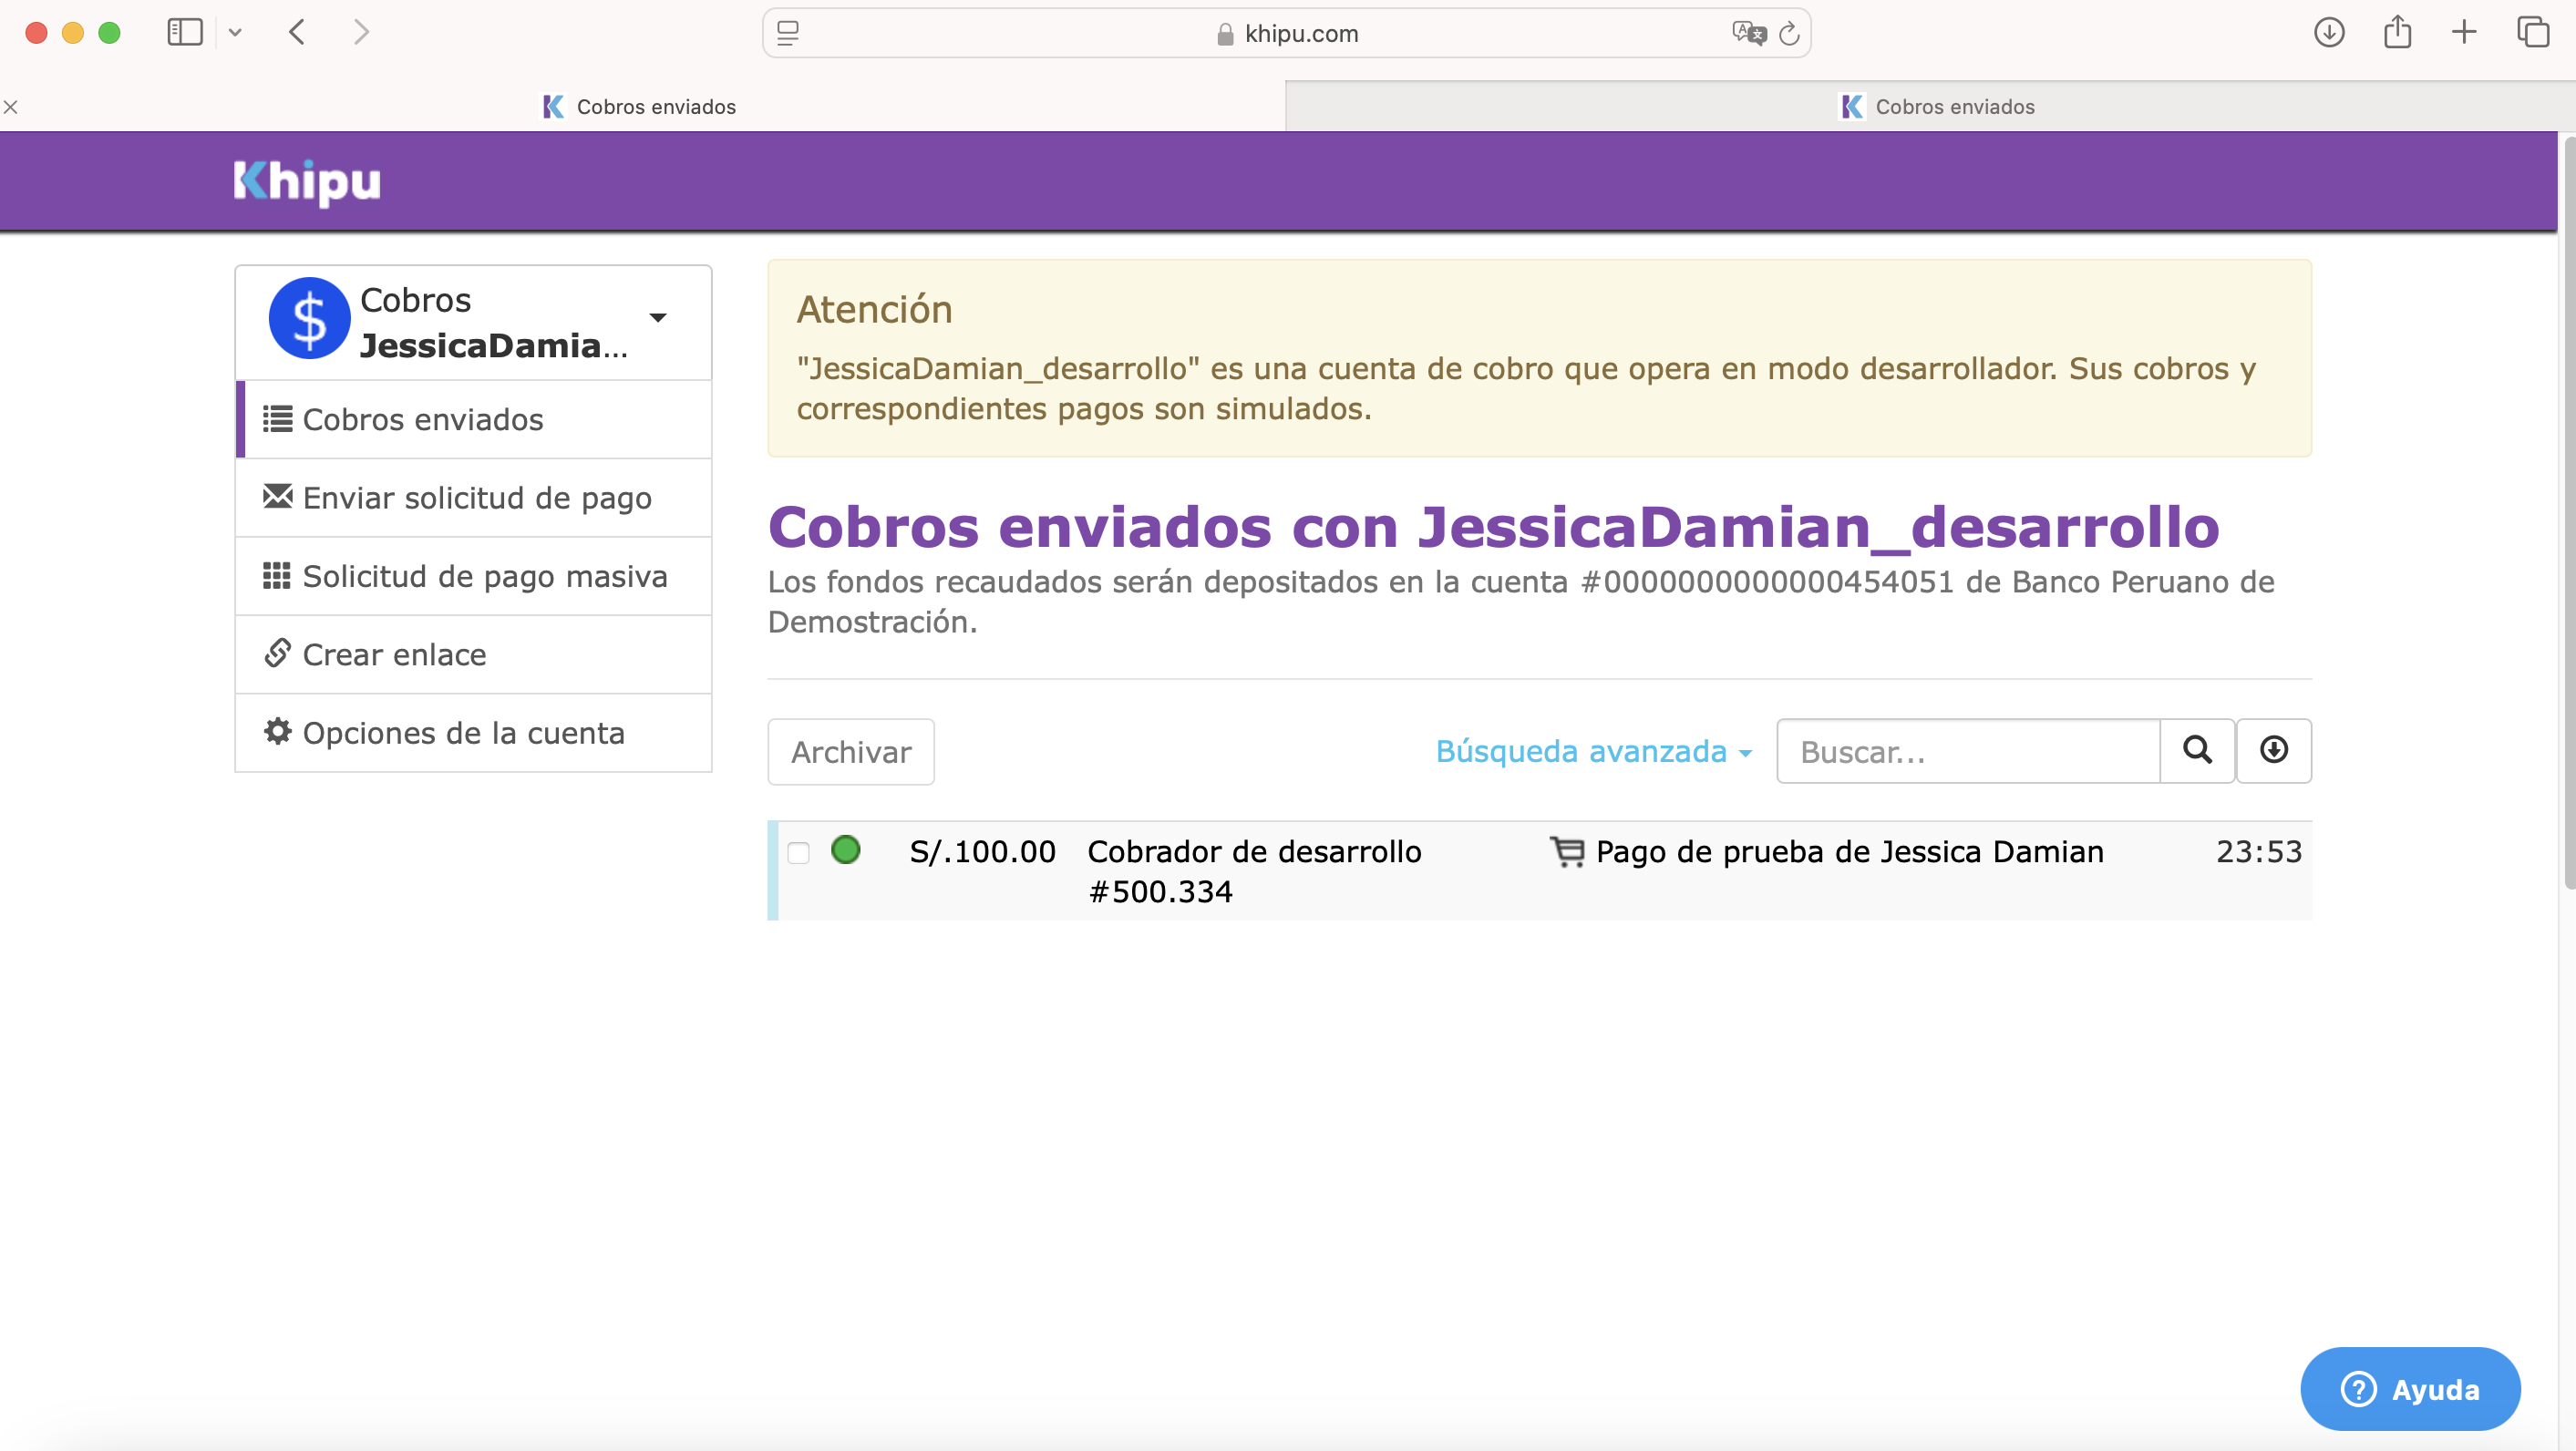 khipu.com
Cobros enviados
Cobros enviados
Khipu
Cobros
JessicaDamia...
Cobros enviados
Enviar solicitud de pago
Solicitud de pago masiva
Crear enlace
Opciones de la cuenta
Atención
"JessicaDamian_desarrollo" es una cuenta de cobro que opera en modo desarrollador. Sus cobros y
correspondientes pagos son simulados.
Cobros enviados con JessicaDamian_desarrollo
Los fondos recaudados serán depositados en la cuenta #0000000000000454051 de Banco Peruano de
Demostración.
Archivar
Búsqueda avanzada
Buscar...
S/.100.00 Cobrador de desarrollo Pago de prueba de Jessica Damian 23:53
#500.334
Ayuda